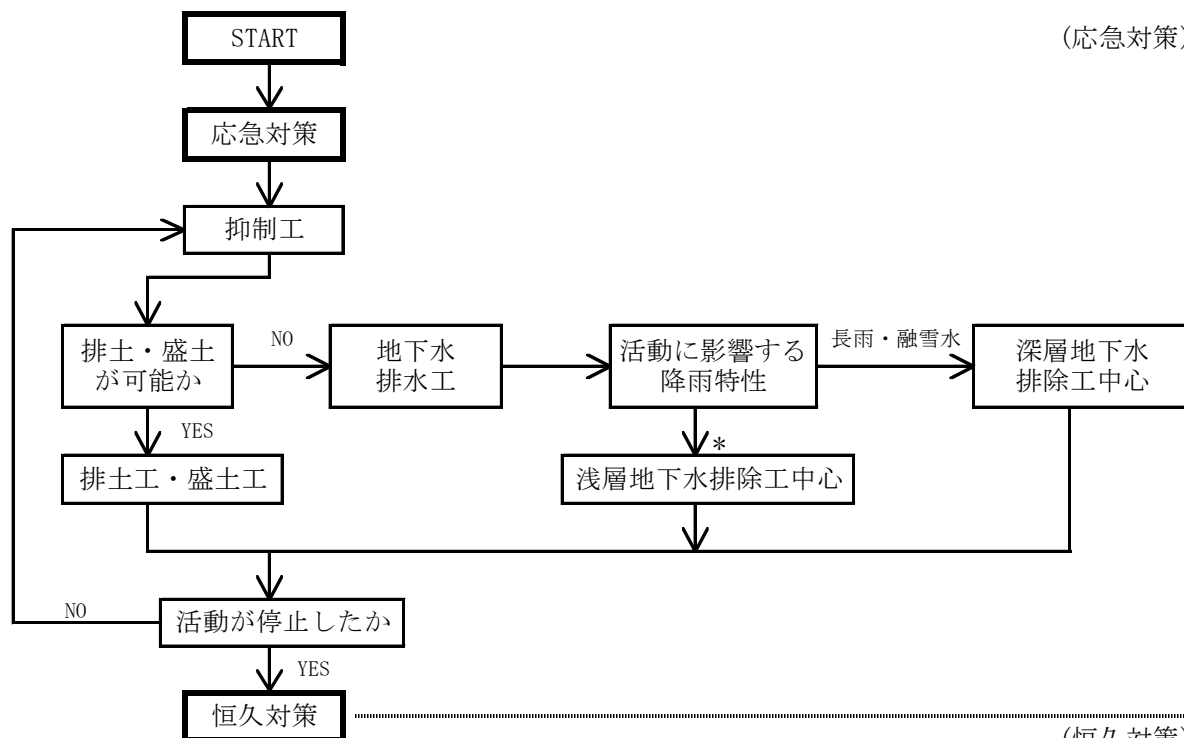 START
(応急対策)
応急対策
抑制工
排土・盛土
が可能か
NO
地下水
排水工
活動に影響する
降雨特性
長雨・融雪水
深層地下水
排除工中心
YES
*
排土工・盛土工
浅層地下水排除工中心
NO
活動が停止したか
YES
恒久対策
(恒久対策)